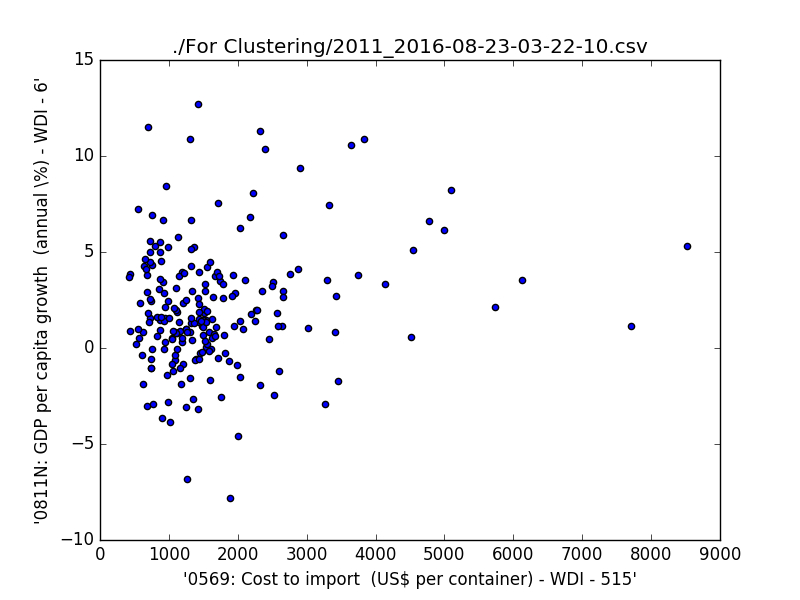 ./For Clustering/2011_2016-08-23-03-22-10.csv
15
10
5
0
−5
−10
'0811N: GDP per capita growth  (annual \%) - WDI - 6'
0 1000 2000 3000 4000 5000 6000 7000 8000 9000
'0569: Cost to import  (US$ per container) - WDI - 515'